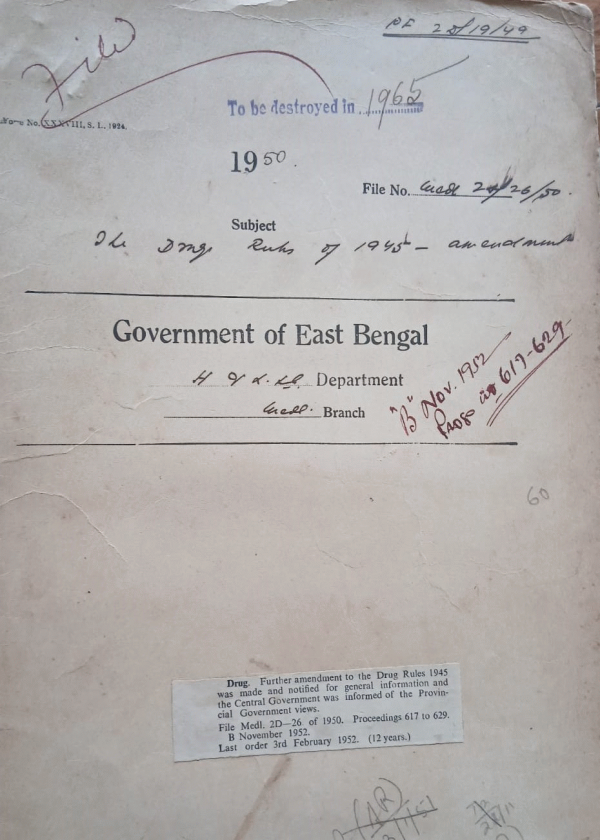 File
PF 2D/19/49
Form No. XXXVIII, S. L., 1924.
To be destroyed in 1965
1950.
File No. Medl 2D/26/50.
Subject
The Drug Rules of 1945 – amendment
Government of East Bengal
H & L. S. G. Department
Medl. Branch
"B" Nov. 1952
Progs. 617-629
60
Drug. Further amendment to the Drug Rules 1945
was made and notified for general information and
the Central Government was informed of the Provin-
cial Government views.
File Medl. 2D—26 of 1950. Proceedings 617 to 629.
B November 1952.
Last order 3rd February 1952. (12 years.)
(AR)